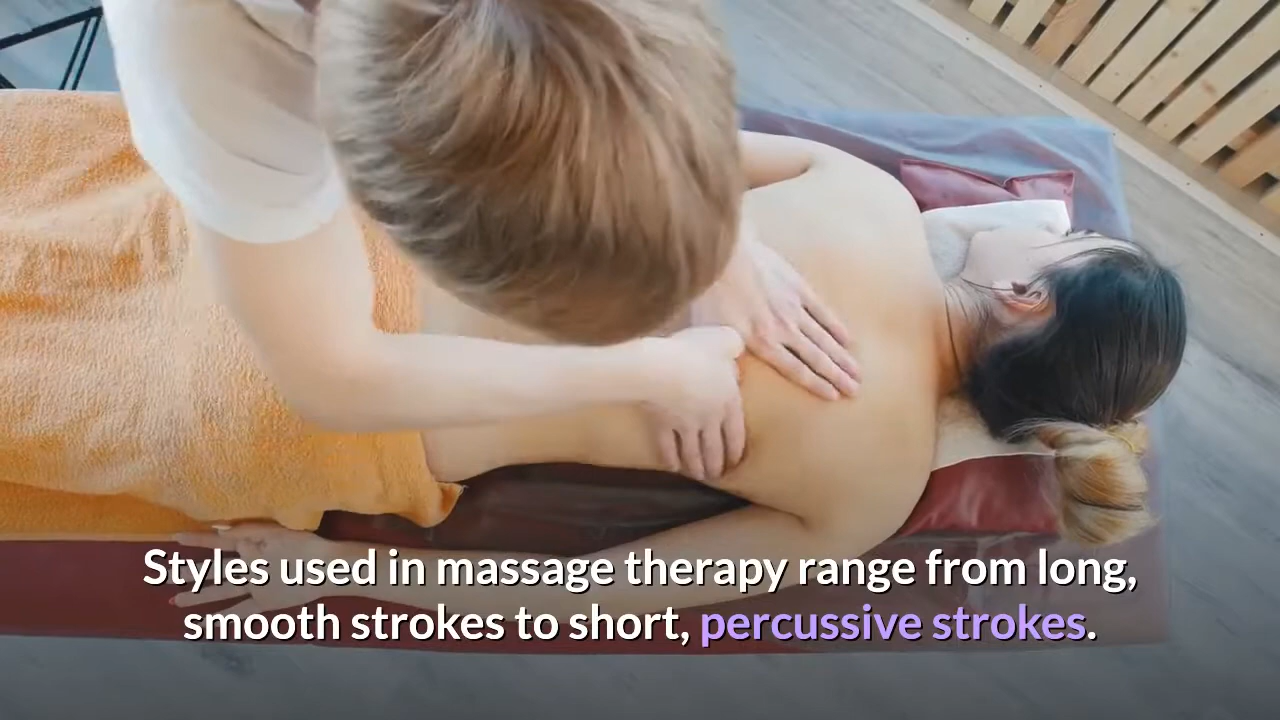 Styles used in massage therapy range from long,
smooth strokes to short, percussive strokes.